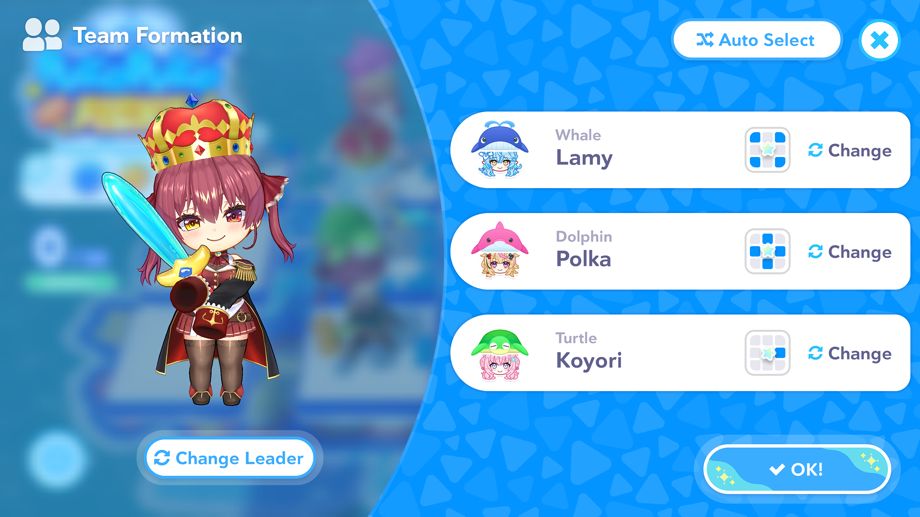 Team Formation
Auto Select
Whale
Lamy
Change
Dolphin
Polka
Change
Turtle
Koyori
Change
Change Leader
OK!